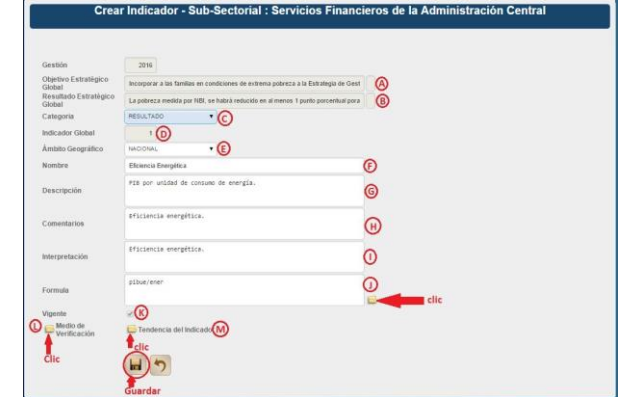 Crear Indicador - Sub-Sectorial : Servicios Financieros de la Administración Central
Gestión 2016
Objetivo Estratégico Global Incorporar a las familias en condiciones de extrema pobreza a la Estrategia de Gest A
Resultado Estratégico Global La pobreza medida por NBI, se habrá reducido en al menos 1 punto porcentual para B
Categoria RESULTADO C
Indicador Global 1 D
Ámbito Geográfico NACIONAL E
Nombre Eficiencia Energética F
Descripción PIB por unidad de consumo de energía. G
Comentarios Eficiencia energética. H
Interpretación Eficiencia energética. I
Formula pibue/ener J
clic
Vigente K
L Medio de Verificación Tendencia del Indicador M
Clic clic
Guardar